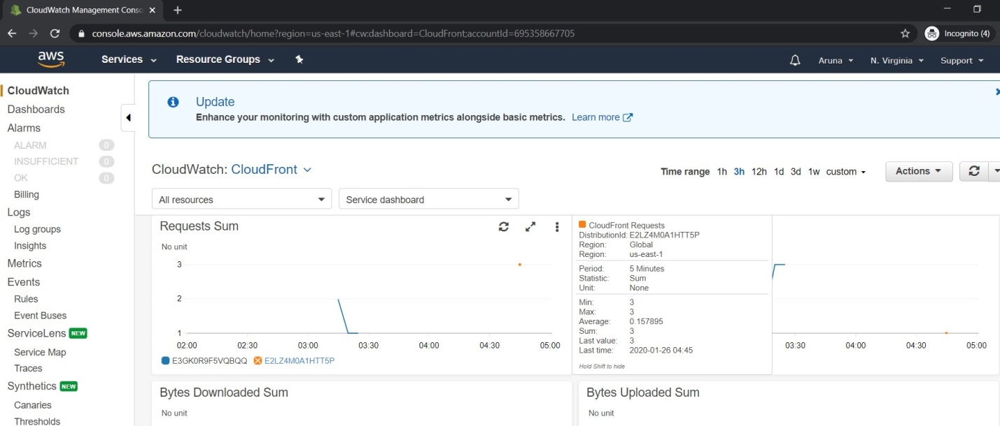 CloudWatch Management Conso
console.aws.amazon.com/cloudwatch/home?region=us-east-1#cw:dashboard=CloudFront;accountId=695358667705
Incognito (4)
aws
Services
Resource Groups
Aruna
N. Virginia
Support
CloudWatch
Dashboards
Alarms
ALARM 0
INSUFFICIENT 0
OK 0
Billing
Logs
Log groups
Insights
Metrics
Events
Rules
Event Buses
ServiceLens NEW
Service Map
Traces
Synthetics NEW
Canaries
Thresholds
Update
Enhance your monitoring with custom application metrics alongside basic metrics. Learn more
CloudWatch: CloudFront
Time range 1h 3h 12h 1d 3d 1w custom
Actions
All resources
Service dashboard
Requests Sum
No unit
3
2
1
02:00 02:30 03:00 03:30 04:00 04:30 05:00
E3GK0R9F5VQBQQ E2LZ4M0A1HTT5P
CloudFront Requests
DistributionId: E2LZ4M0A1HTT5P
Region: Global
Region: us-east-1
Period: 5 Minutes
Statistic: Sum
Unit: None
Min: 3
Max: 3
Average: 0.157895
Sum: 3
Last value: 3
Last time: 2020-01-26 04:45
Hold Shift to hide
03:30 04:00 04:30 05:00
Bytes Downloaded Sum
No unit
Bytes Uploaded Sum
No unit